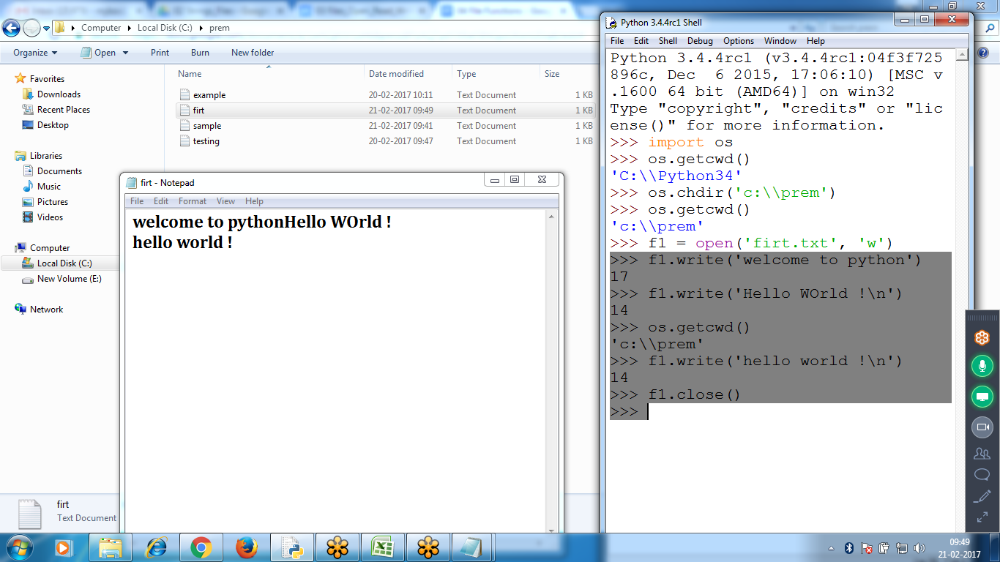 Computer Local Disk (C:) prem
Organize Open Print Burn New folder
Favorites
Downloads
Recent Places
Desktop
Libraries
Documents
Music
Pictures
Videos
Computer
Local Disk (C:)
New Volume (E:)
Network
Name Date modified Type Size
example 20-02-2017 10:11 Text Document 1 KB
firt 21-02-2017 09:49 Text Document 1 KB
sample 21-02-2017 09:41 Text Document 1 KB
testing 20-02-2017 09:47 Text Document 1 KB
firt - Notepad
File Edit Format View Help
welcome to pythonHello WOrld !
hello world !
firt
Text Document
Python 3.4.4rc1 Shell
File Edit Shell Debug Options Window Help
Python 3.4.4rc1 (v3.4.4rc1:04f3f725
896c, Dec  6 2015, 17:06:10) [MSC v
.1600 64 bit (AMD64)] on win32
Type "copyright", "credits" or "lic
ense()" for more information.
>>> import os
>>> os.getcwd()
'C:\\Python34'
>>> os.chdir('c:\\prem')
>>> os.getcwd()
'c:\\prem'
>>> f1 = open('firt.txt', 'w')
>>> f1.write('welcome to python')
17
>>> f1.write('Hello WOrld !\n')
14
>>> os.getcwd()
'c:\\prem'
>>> f1.write('hello world !\n')
14
>>> f1.close()
>>>
09:49
21-02-2017